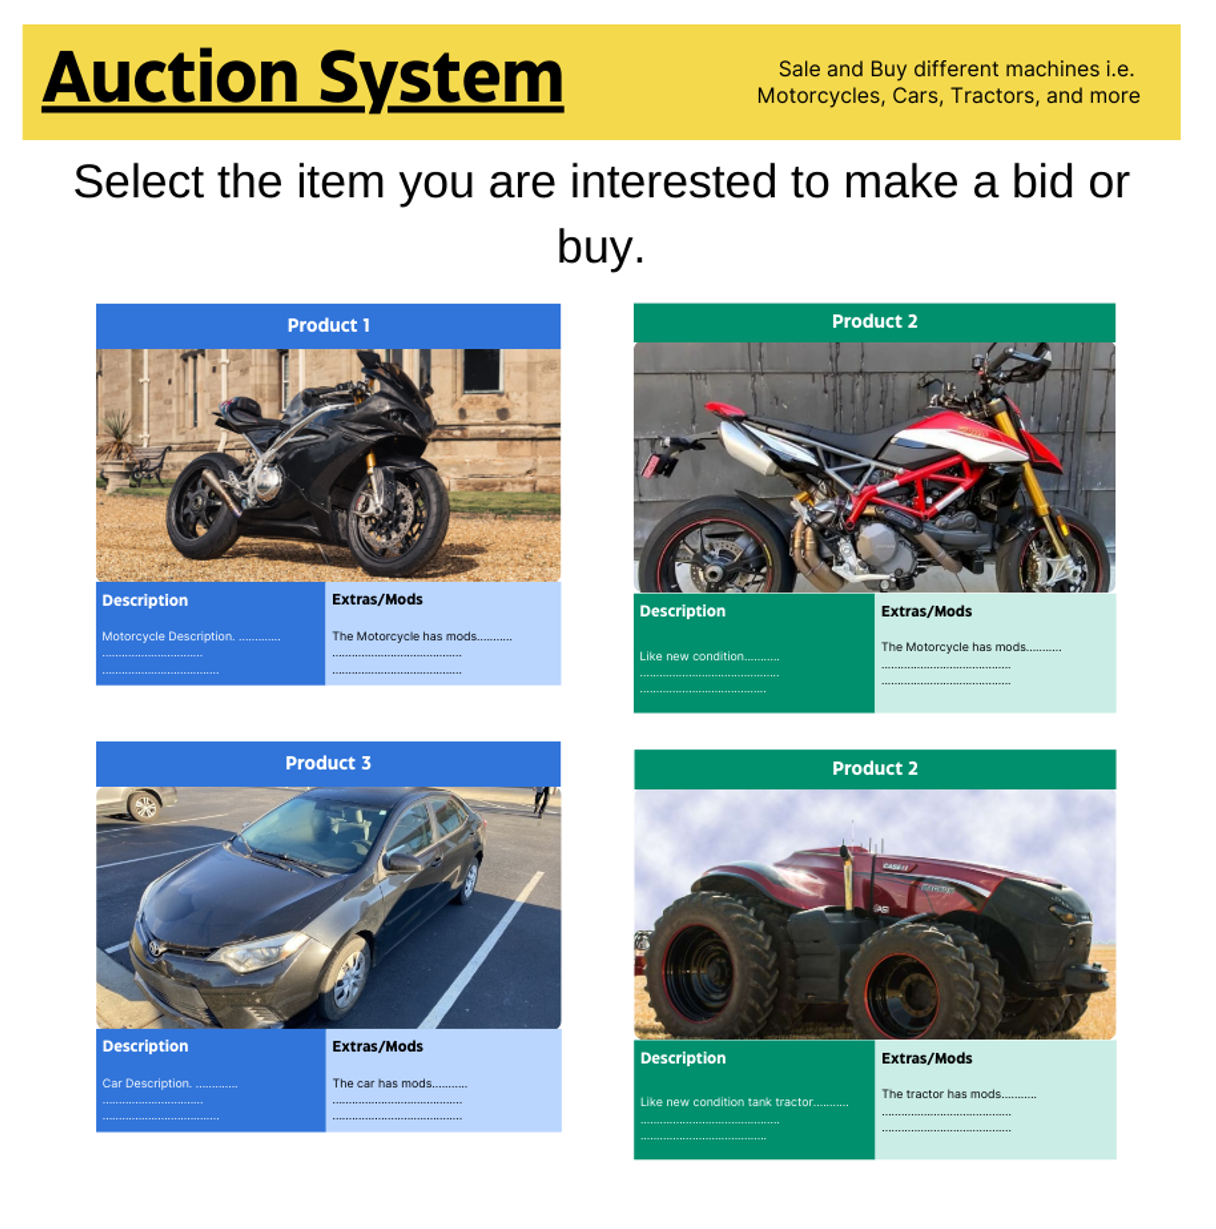 Auction System
Sale and Buy different machines i.e.
Motorcycles, Cars, Tractors, and more
Select the item you are interested to make a bid or
buy.
Product 1
Description
Motorcycle Description. .............
................................
.....................................
Extras/Mods
The Motorcycle has mods...........
.........................................
.........................................
Product 2
Description
Like new condition...........
............................................
........................................
Extras/Mods
The Motorcycle has mods...........
.........................................
.........................................
Product 3
Description
Car Description. .............
................................
.....................................
Extras/Mods
The car has mods...........
.........................................
.........................................
Product 2
CASE IH
Description
Like new condition tank tractor...........
............................................
........................................
Extras/Mods
The tractor has mods...........
.........................................
.........................................